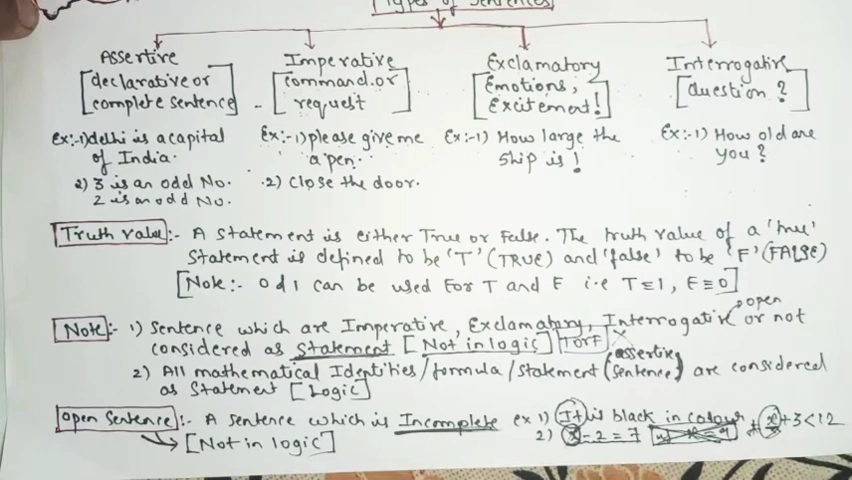 Types of Sentences
Assertive Imperative Exclamatory Interrogative
[declarative or [command or [Emotions, [Question ?]
complete sentence] request] Excitement!]
Ex:-1) delhi is a capital Ex:-1) please give me Ex:-1) How large the Ex:-1) How old are
of India. a pen. ship is! you?
2) 3 is an odd No. 2) Close the door.
2 is an odd No.
Truth value:- A Statement is either True or False. The truth value of a 'true'
Statement is defined to be 'T' (TRUE) and 'false' to be 'F' (FALSE)
[Note:- 0 d 1 can be used For T and F i.e T≡1, F≡0]
Note:- 1) Sentence which are Imperative, Exclamatory, Interrogative or not open
considered as Statement [Not in logic] T or F
2) All mathematical Identities/formula/statement (assertive sentence) are considered
as Statement [Logic]
Open Sentence:- A sentence which is Incomplete ex 1) It is black in colour x+3<12
[Not in logic] 2) x-2=7